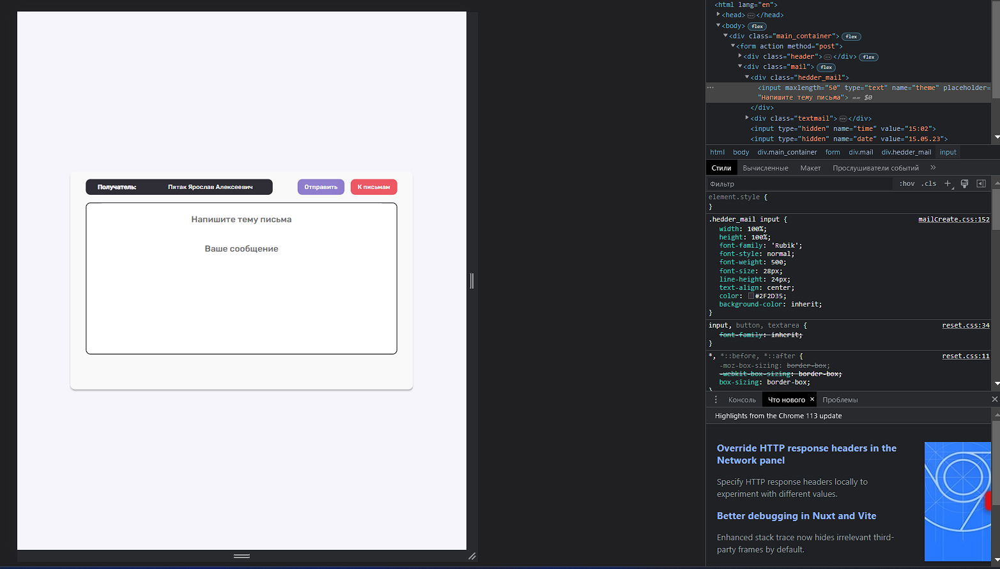 Получатель:
Пятак Ярослав Алексеевич
Отправить
К письмам
Напишите тему письма
Ваше сообщение
<html lang="en">
<head>…</head>
<body> flex
<div class="main_container"> flex
<form action method="post">
<div class="header">…</div> flex
<div class="mail"> flex
<div class="hedder_mail">
… <input maxlength="50" type="text" name="theme" placeholder=
"Напишите тему письма"> == $0
</div>
<div class="textmail">…</div>
<input type="hidden" name="time" value="15:02">
<input type="hidden" name="date" value="15.05.23">
html body div.main_container form div.mail div.hedder_mail input
Стили Вычисленные Макет Прослушиватели событий »
Фильтр :hov .cls +
element.style {
}
.hedder_mail input { mailCreate.css:152
width: 100%;
height: 100%;
font-family: 'Rubik';
font-style: normal;
font-weight: 500;
font-size: 28px;
line-height: 24px;
text-align: center;
color: #2F2D35;
background-color: inherit;
}
input, button, textarea { reset.css:34
font-family: inherit;
}
*, *::before, *::after { reset.css:11
-moz-box-sizing: border-box;
-webkit-box-sizing: border-box;
box-sizing: border-box;
}
Консоль Что нового × Проблемы
Highlights from the Chrome 113 update
Override HTTP response headers in the
Network panel
Specify HTTP response headers locally to
experiment with different values.
Better debugging in Nuxt and Vite
Enhanced stack trace now hides irrelevant third-
party frames by default.